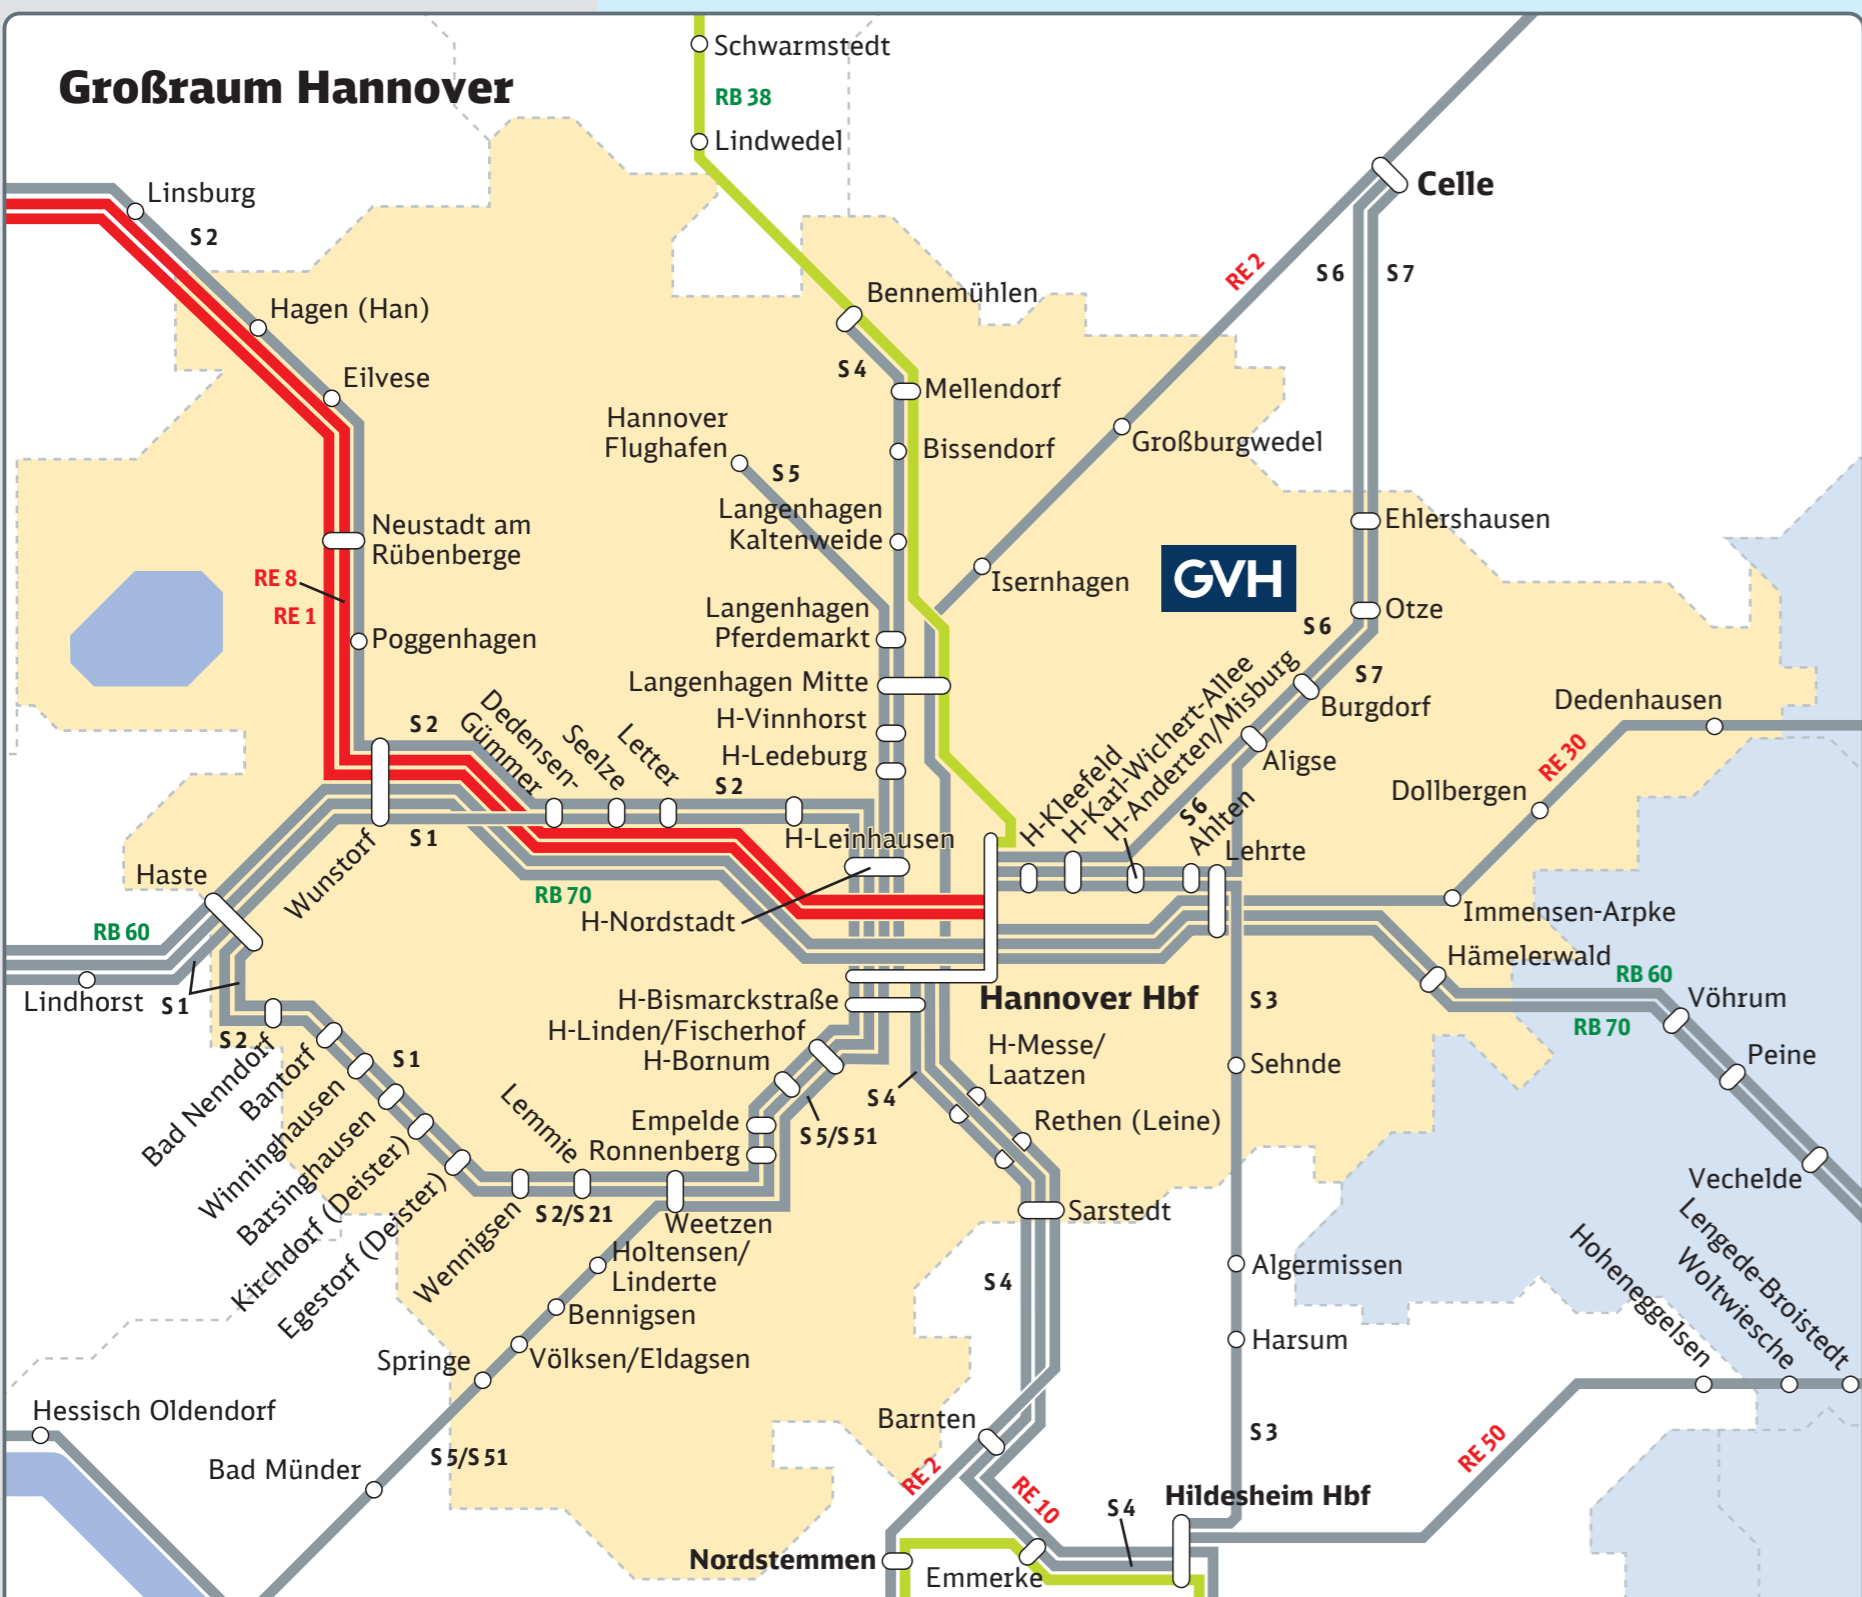 Großraum Hannover
Schwarmstedt
RB 38
Lindwedel
Linsburg
S 2
Celle
Hagen (Han)
Bennemühlen
RE 2
S 6
S 7
Eilvese
S 4
Mellendorf
Hannover
Flughafen
S 5
Bissendorf
Großburgwedel
Langenhagen
Kaltenweide
Neustadt am
Rübenberge
Ehlershausen
GVH
RE 8
RE 1
Isernhagen
Langenhagen
Pferdemarkt
Otze
S 6
Poggenhagen
S 7
Langenhagen Mitte
Burgdorf
Dedenhausen
H-Vinnhorst
H-Ledeburg
S 2
Dedensen-
Gümmer
Seelze
Letter
S 2
Aligse
RE 30
Dollbergen
H-Kleefeld
H-Karl-Wichert-Allee
H-Anderten/Misburg
S 6
Ahlten
Lehrte
S 1
H-Leinhausen
Haste
Wunstorf
RB 70
H-Nordstadt
Immensen-Arpke
RB 60
Hämelerwald
RB 60
Lindhorst
S 1
H-Bismarckstraße
Hannover Hbf
S 3
Vöhrum
RB 70
S 2
H-Linden/Fischerhof
H-Bornum
S 1
H-Messe/
Laatzen
Sehnde
Peine
Bad Nenndorf
Bantorf
Winninghausen
Barsinghausen
Kirchdorf (Deister)
Egestorf (Deister)
Wennigsen
Lemmie
S 4
Empelde
Ronnenberg
S 5/S 51
Rethen (Leine)
Vechelde
S 2/S 21
Weetzen
Sarstedt
Holtensen/
Linderte
S 4
Algermissen
Bennigsen
Harsum
Hoheneggelsen
Woltwiesche
Lengede-Broistedt
Springe
Völksen/Eldagsen
Hessisch Oldendorf
Barnten
S 3
S 5/S 51
Bad Münder
RE 2
RE 10
RE 50
S 4
Hildesheim Hbf
Nordstemmen
Emmerke